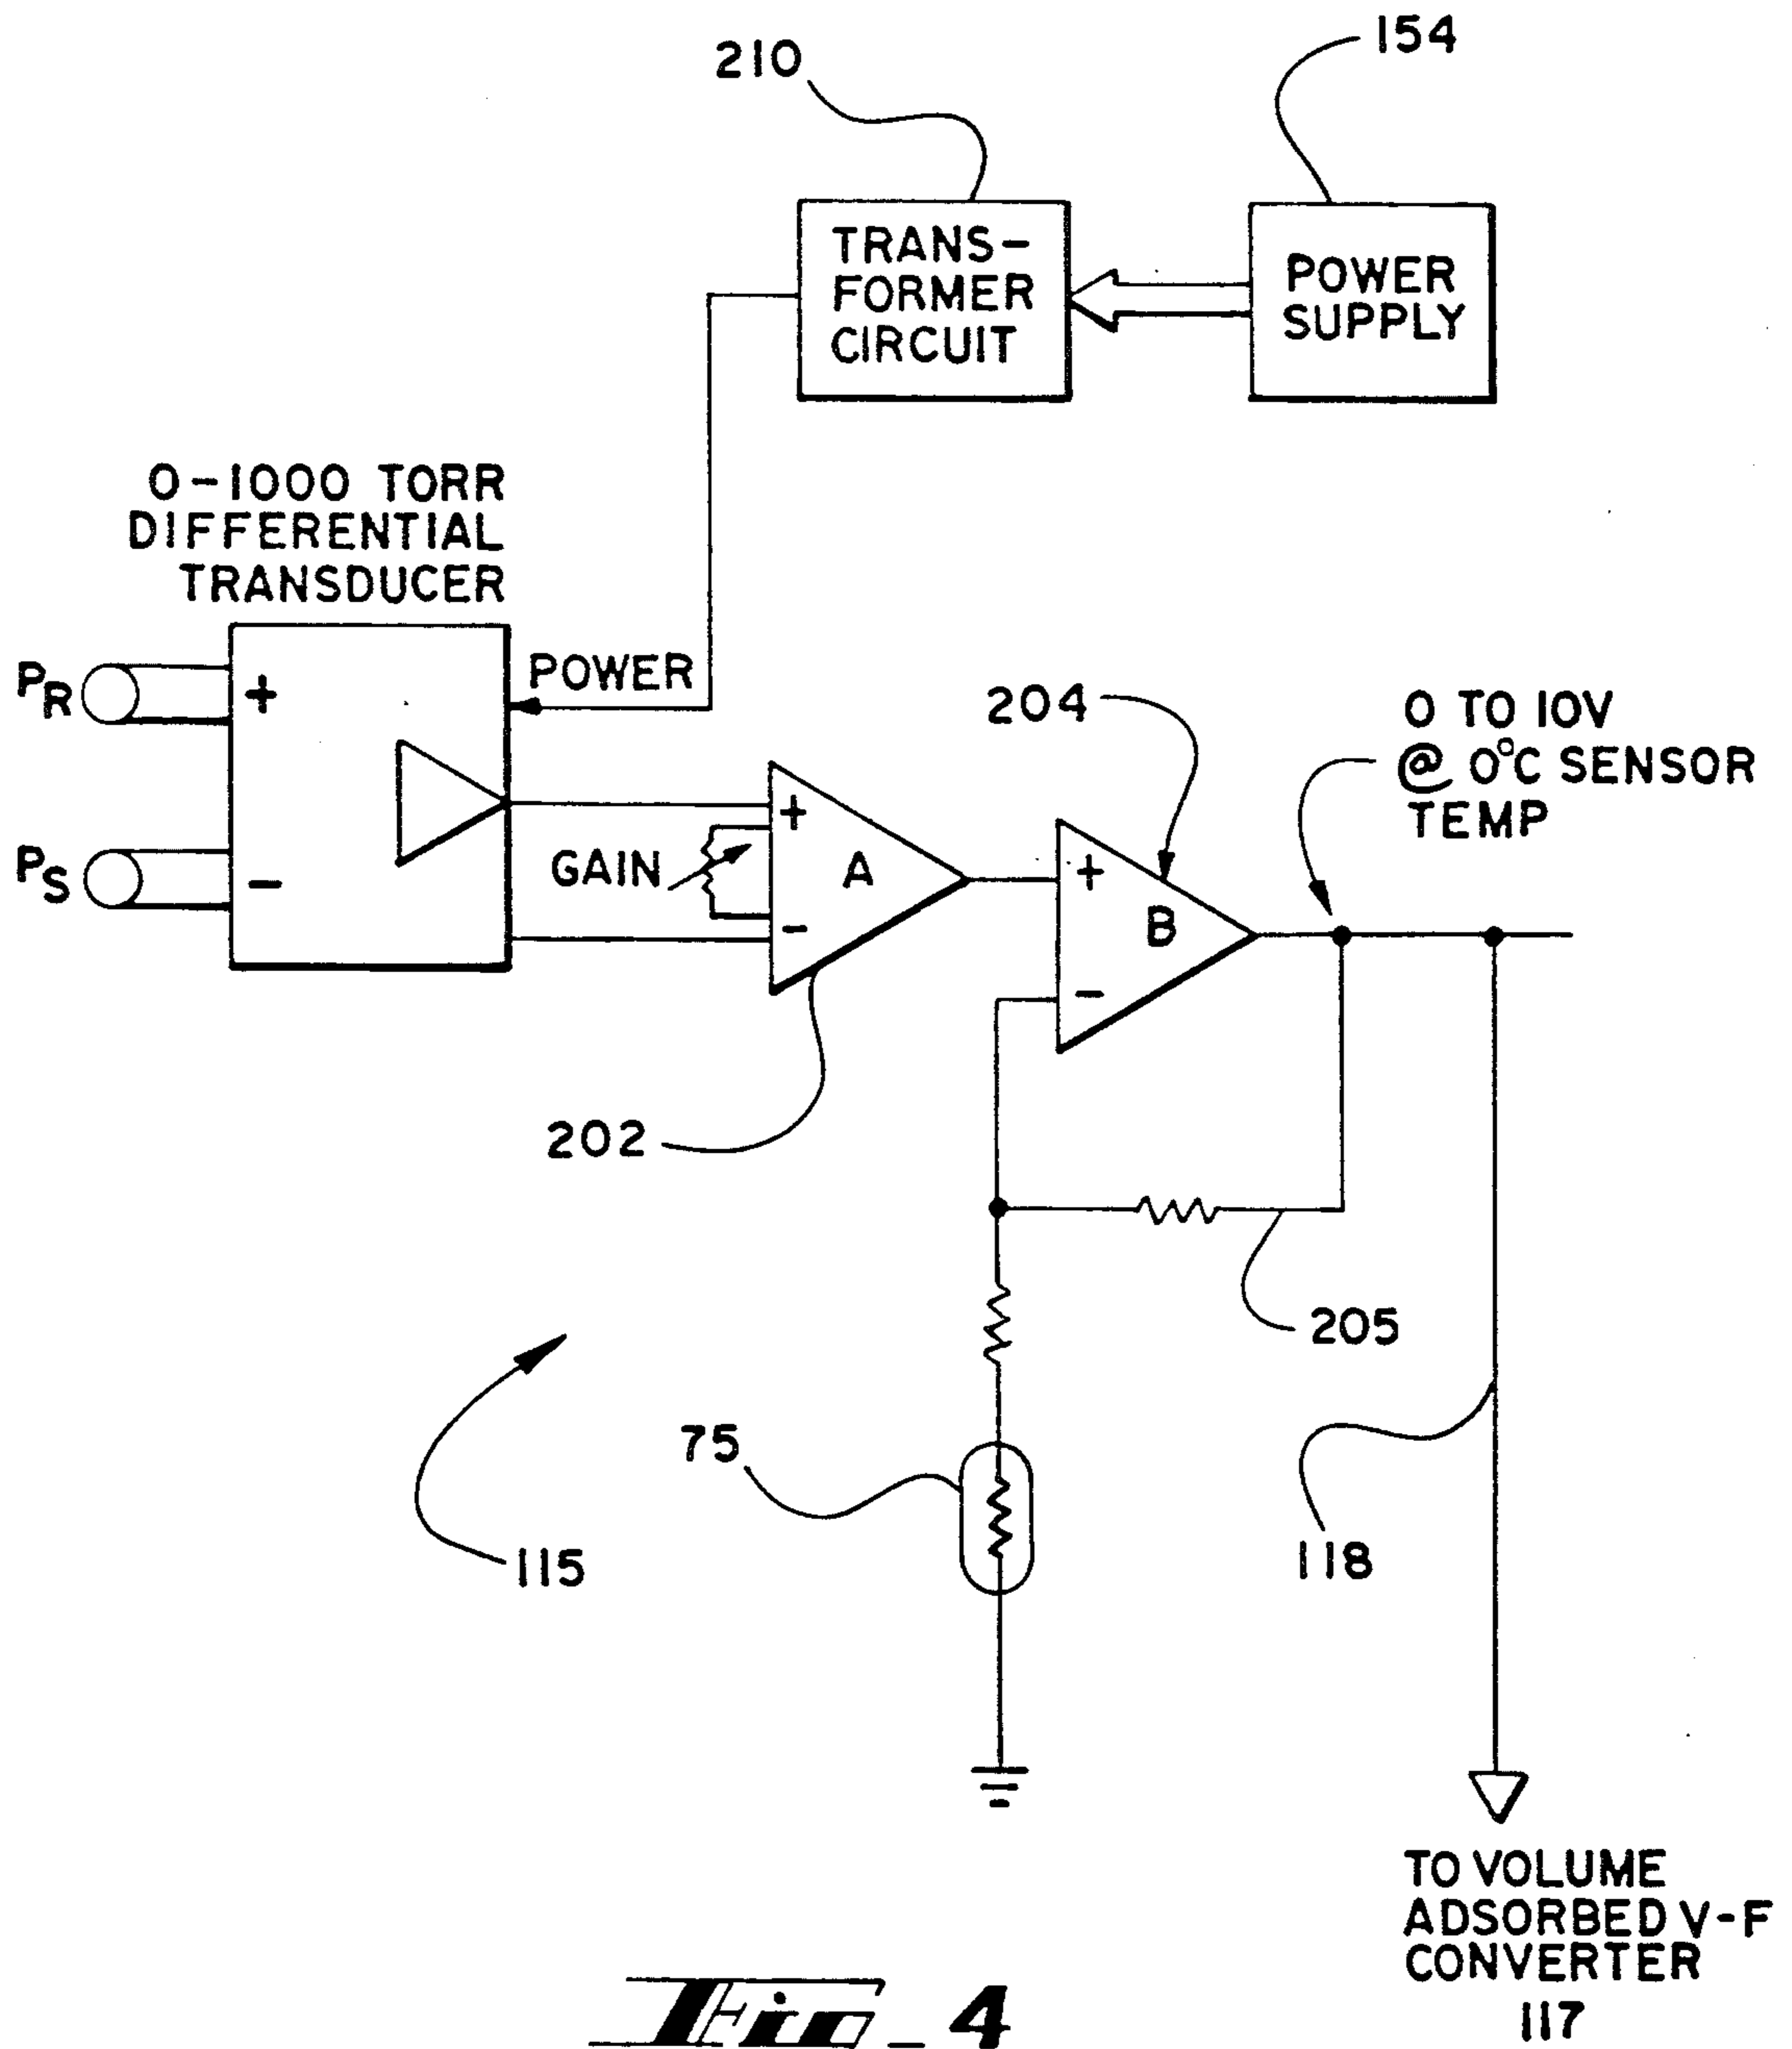 210
154
TRANS-
FORMER
CIRCUIT
POWER
SUPPLY
0-1000 TORR
DIFFERENTIAL
TRANSDUCER
PR
+
PS
-
POWER
GAIN
+
A
-
202
204
+
B
-
0 TO 10V
@ 0°C SENSOR
TEMP
205
75
115
118
TO VOLUME
ADSORBED V-F
CONVERTER
117
Fig_4